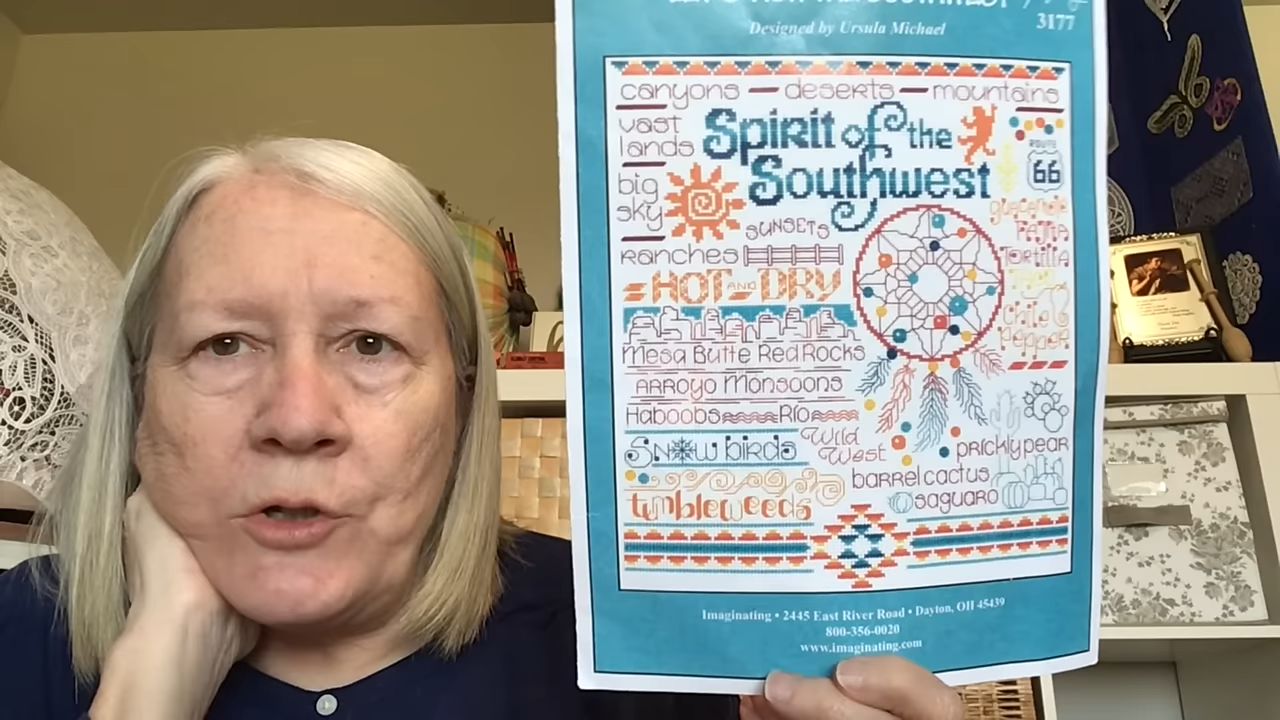 3177
Designed by Ursula Michael
canyons deserts mountains
vast
lands
Spirit of the
Southwest
ROUTE
66
big
sky
SUNSETS
RANCHES
guacamole
FAJITA
TORTILLA
HOT AND DRY
chile
pepper
Mesa Butte Red Rocks
ARROYO Monsoons
Haboobs Rio
Snow birds
Wild
West
prickly pear
barrel cactus
saguaro
tumbleweeds
Imaginating • 2445 East River Road • Dayton, OH 45439
800-356-0020
www.imaginating.com